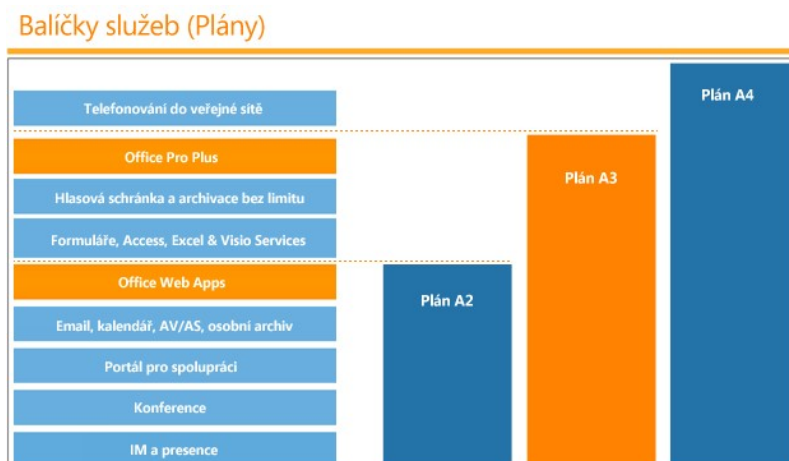 Balíčky služeb (Plány)
Telefonování do veřejné sítě
Office Pro Plus
Hlasová schránka a archivace bez limitu
Formuláře, Access, Excel & Visio Services
Office Web Apps
Email, kalendář, AV/AS, osobní archiv
Portál pro spolupráci
Konference
IM a presence
Plán A2
Plán A3
Plán A4